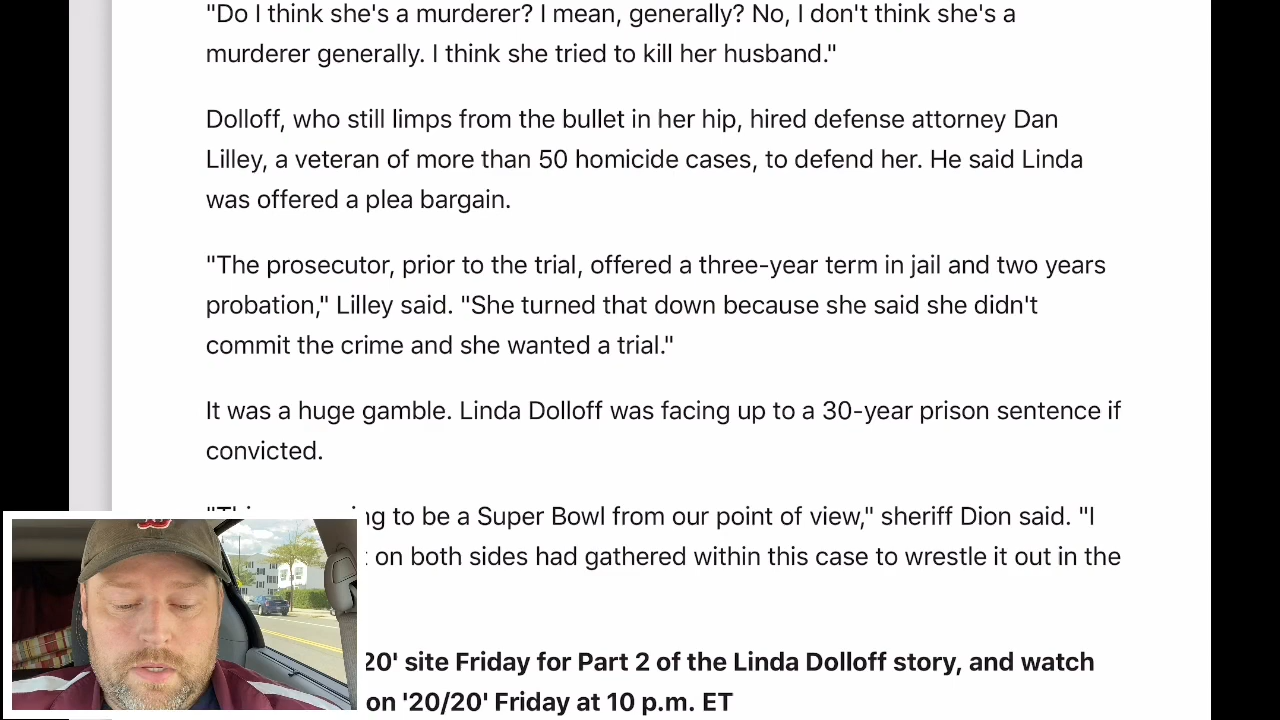 "Do I think she's a murderer? I mean, generally? No, I don't think she's a
murderer generally. I think she tried to kill her husband."
Dolloff, who still limps from the bullet in her hip, hired defense attorney Dan
Lilley, a veteran of more than 50 homicide cases, to defend her. He said Linda
was offered a plea bargain.
"The prosecutor, prior to the trial, offered a three-year term in jail and two years
probation," Lilley said. "She turned that down because she said she didn't
commit the crime and she wanted a trial."
It was a huge gamble. Linda Dolloff was facing up to a 30-year prison sentence if
convicted.
to be a Super Bowl from our point of view," sheriff Dion said. "I
on both sides had gathered within this case to wrestle it out in the
20' site Friday for Part 2 of the Linda Dolloff story, and watch
on '20/20' Friday at 10 p.m. ET